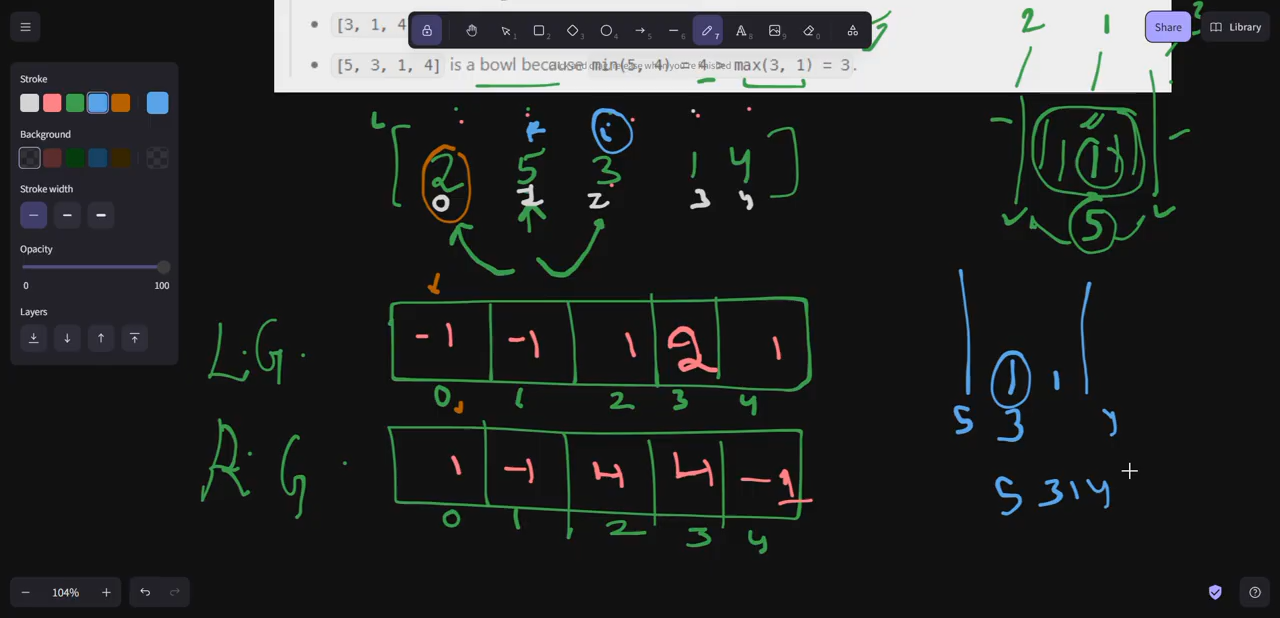 [3, 1, 4
2 1
Share
Library
[5, 3, 1, 4] is a bowl because min(5, 4) = 4 max(3, 1) = 3.
Stroke
Background
Stroke width
Opacity
0 100
Layers
R i
[ 2 5 3 1 4 ]
0 1 2 3 4
1
5
L.G.
-1 -1 1 2 1
0 1 2 3 4
R.G.
1 -1 4 4 -1
0 1 2 3 4
1 1
5 3 y
5 3 1 4
104%